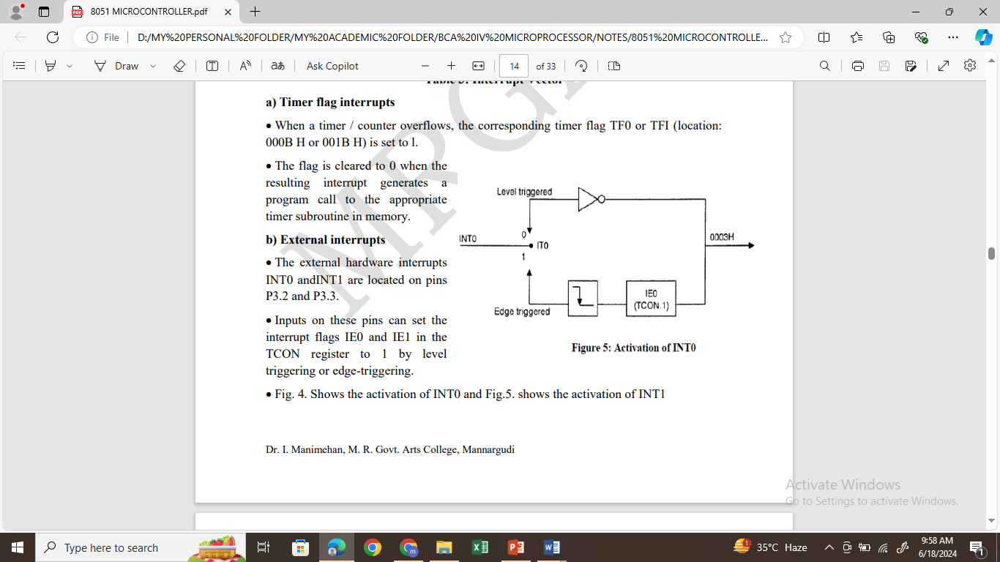 8051 MICROCONTROLLER.pdf
File
D:/MY%20PERSONAL%20FOLDER/MY%20ACADEMIC%20FOLDER/BCA%20IV%20MICROPROCESSOR/NOTES/8051%20MICROCONTROLLE...
Draw
Ask Copilot
14 of 33
Table 3: Interrupt Vector
a) Timer flag interrupts
• When a timer / counter overflows, the corresponding timer flag TF0 or TFI (location:
000B H or 001B H) is set to l.
• The flag is cleared to 0 when the
resulting interrupt generates a
program call to the appropriate
timer subroutine in memory.
b) External interrupts
• The external hardware interrupts
INT0 andINT1 are located on pins
P3.2 and P3.3.
• Inputs on these pins can set the
interrupt flags IE0 and IE1 in the
TCON register to 1 by level
triggering or edge-triggering.
Level triggered
INT0
0
IT0
1
0003H
Edge triggered
IE0
(TCON.1)
Figure 5: Activation of INT0
• Fig. 4. Shows the activation of INT0 and Fig.5. shows the activation of INT1
Dr. I. Manimehan, M. R. Govt. Arts College, Mannargudi
MRG
Activate Windows
Go to Settings to activate Windows.
Type here to search
35°C Haze
9:58 AM
6/18/2024